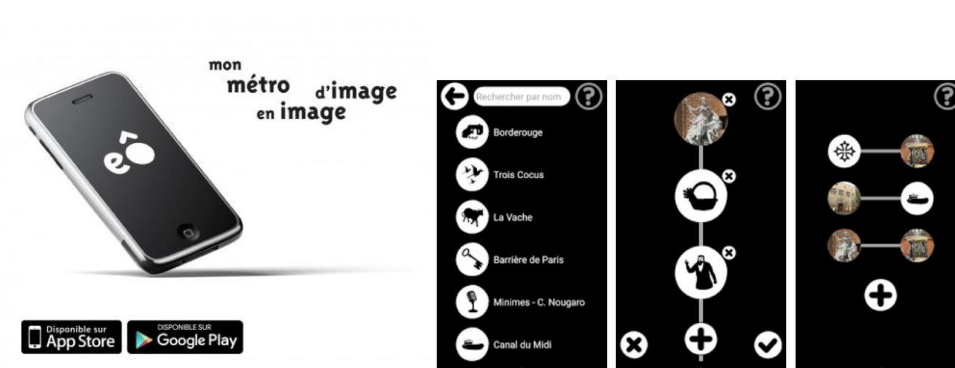 mon
métro d'image
en image
eô
Disponible sur
App Store
DISPONIBLE SUR
Google Play
Rechercher par nom
?
Borderouge
Trois Cocus
La Vache
Barrière de Paris
Minimes - C. Nougaro
Canal du Midi
?
?